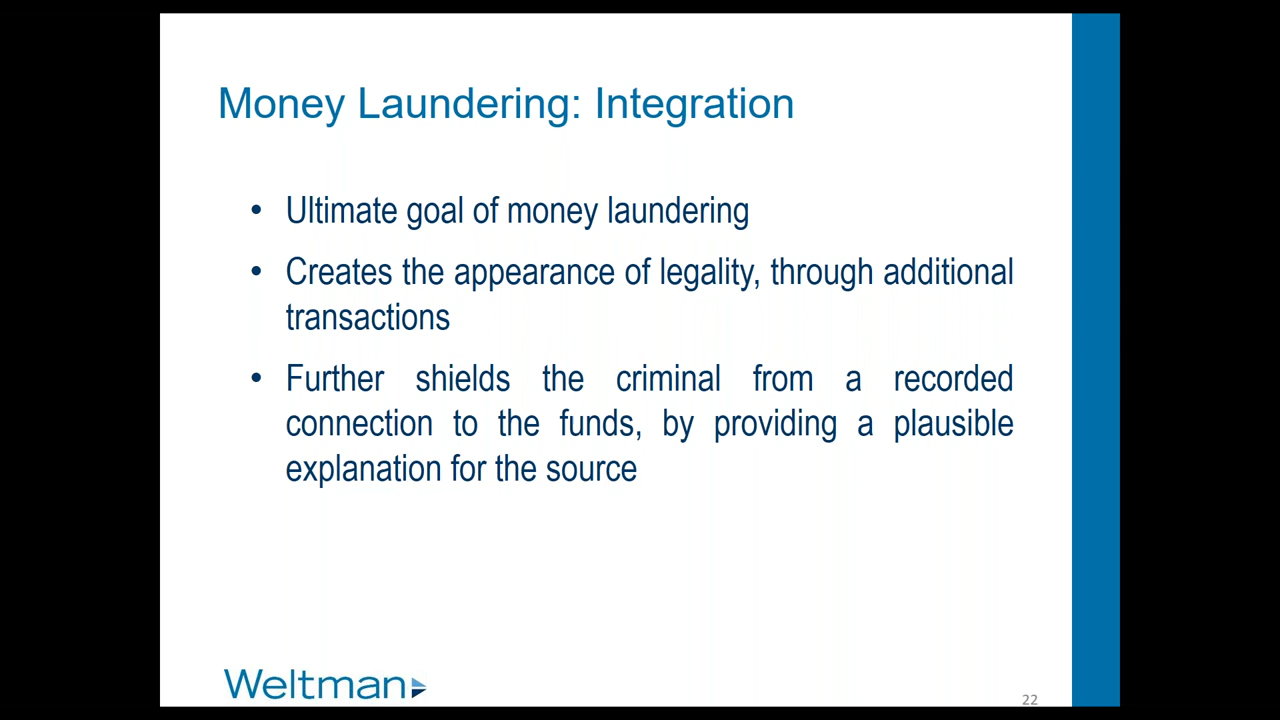 Money Laundering: Integration
• Ultimate goal of money laundering
• Creates the appearance of legality, through additional
transactions
• Further shields the criminal from a recorded
connection to the funds, by providing a plausible
explanation for the source
Weltman
22